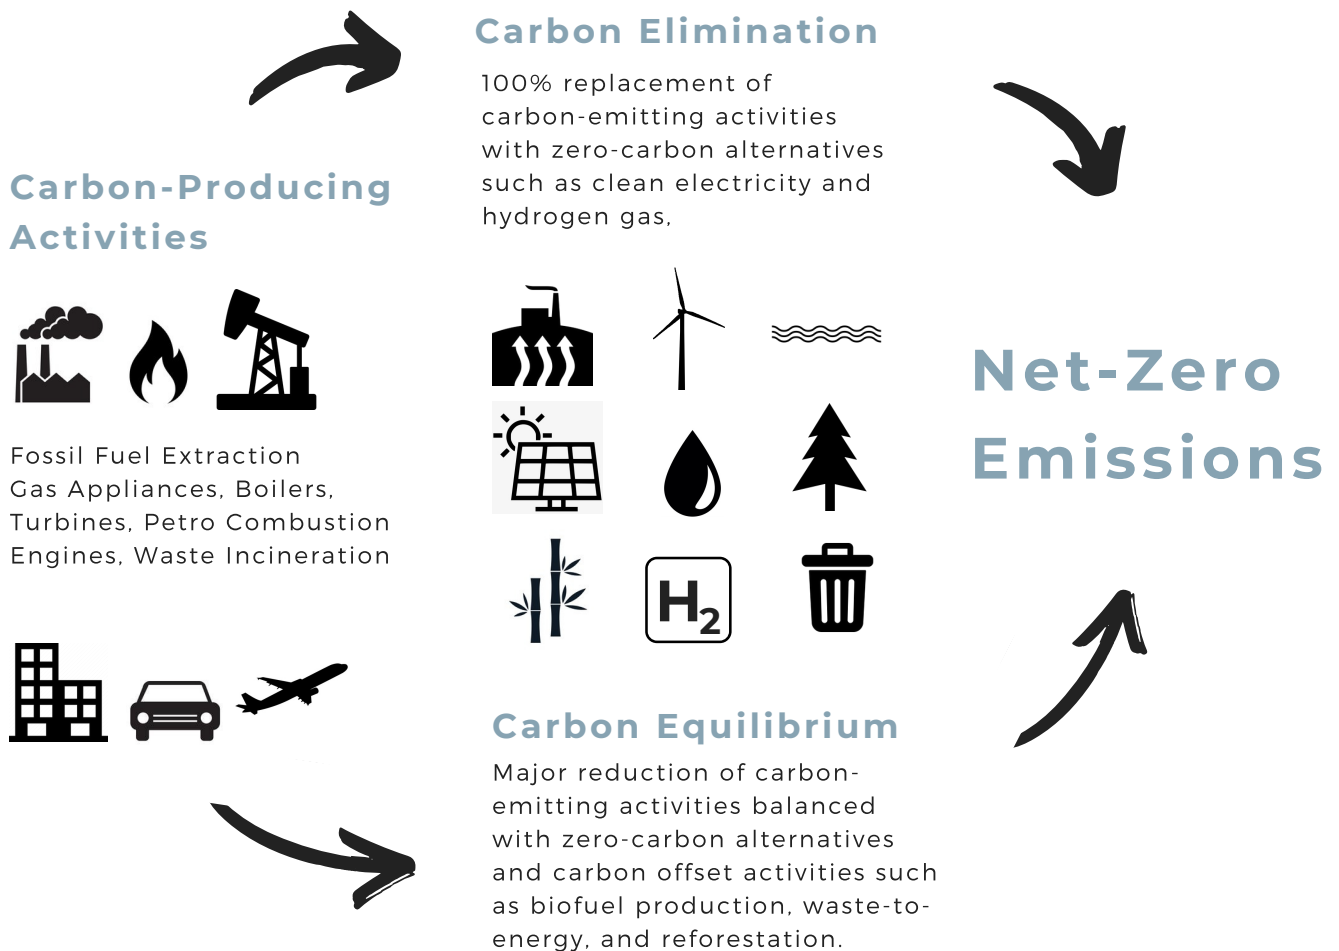 Carbon-Producing
Activities
Fossil Fuel Extraction
Gas Appliances, Boilers,
Turbines, Petro Combustion
Engines, Waste Incineration
Carbon Elimination
100% replacement of
carbon-emitting activities
with zero-carbon alternatives
such as clean electricity and
hydrogen gas,
H2
Carbon Equilibrium
Major reduction of carbon-
emitting activities balanced
with zero-carbon alternatives
and carbon offset activities such
as biofuel production, waste-to-
energy, and reforestation.
Net-Zero
Emissions